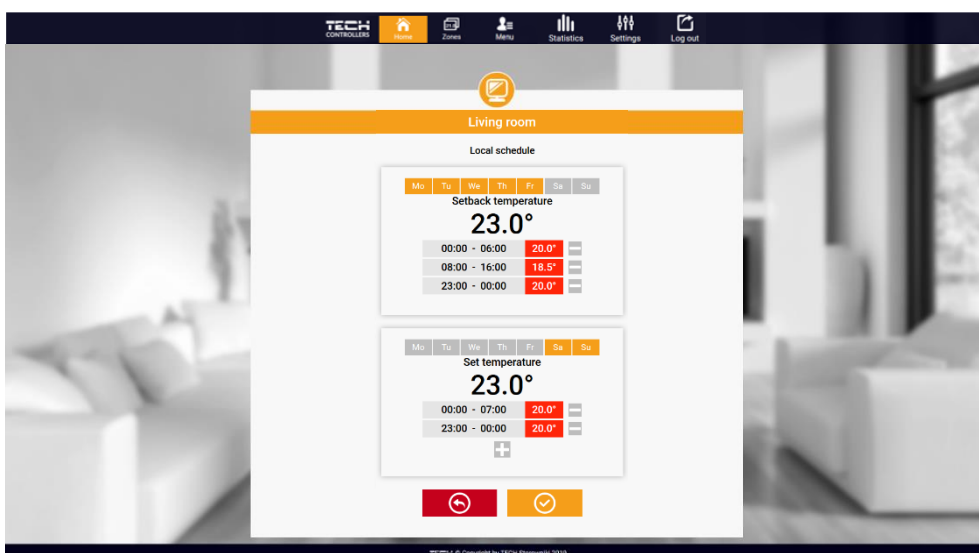 TECH
CONTROLLERS
Home Zones Menu Statistics Settings Log out
Living room
Local schedule
Mo Tu We Th Fr Sa Su
Setback temperature
23.0°
00:00 - 06:00 20.0°
08:00 - 16:00 18.5°
23:00 - 00:00 20.0°
Mo Tu We Th Fr Sa Su
Set temperature
23.0°
00:00 - 07:00 20.0°
23:00 - 00:00 20.0°